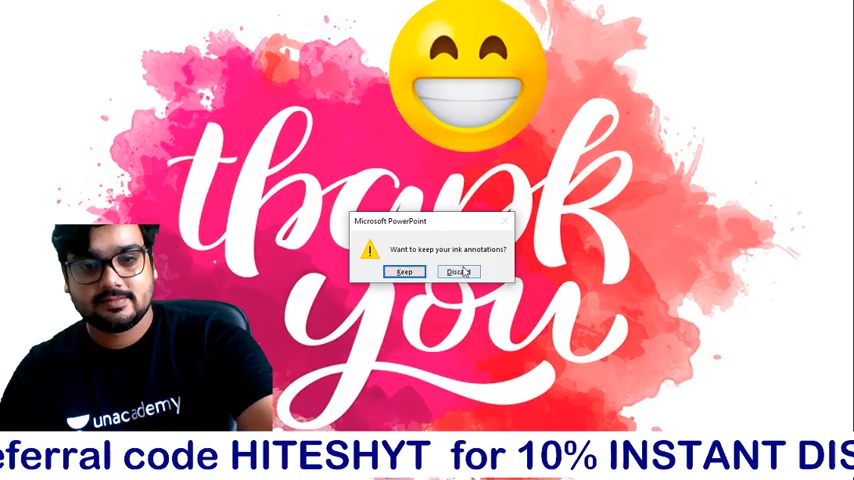 thank
you
Microsoft PowerPoint
Want to keep your ink annotations?
Keep
Discard
unacademy
eferral code HITESHYT for 10% INSTANT DIS